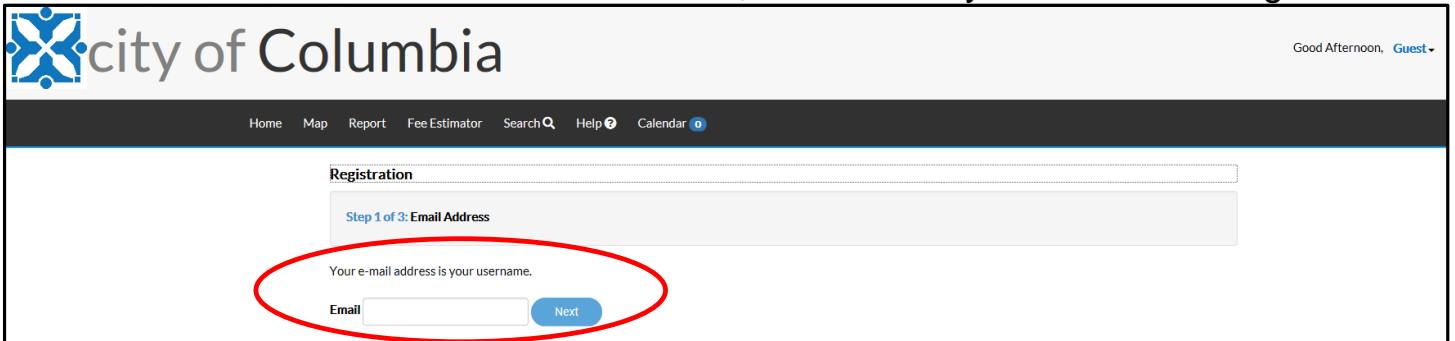 city of Columbia
Good Afternoon, Guest
Home Map Report Fee Estimator Search Help ? Calendar 0
Registration
Step 1 of 3: Email Address
Your e-mail address is your username.
Email Next